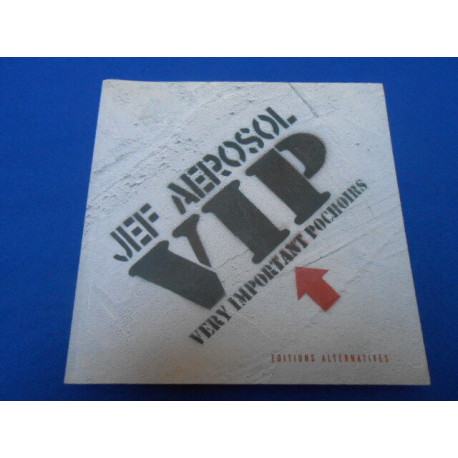 JEF AEROSOL
VIP
VERY IMPORTANT POCHOIRS
EDITIONS ALTERNATIVES